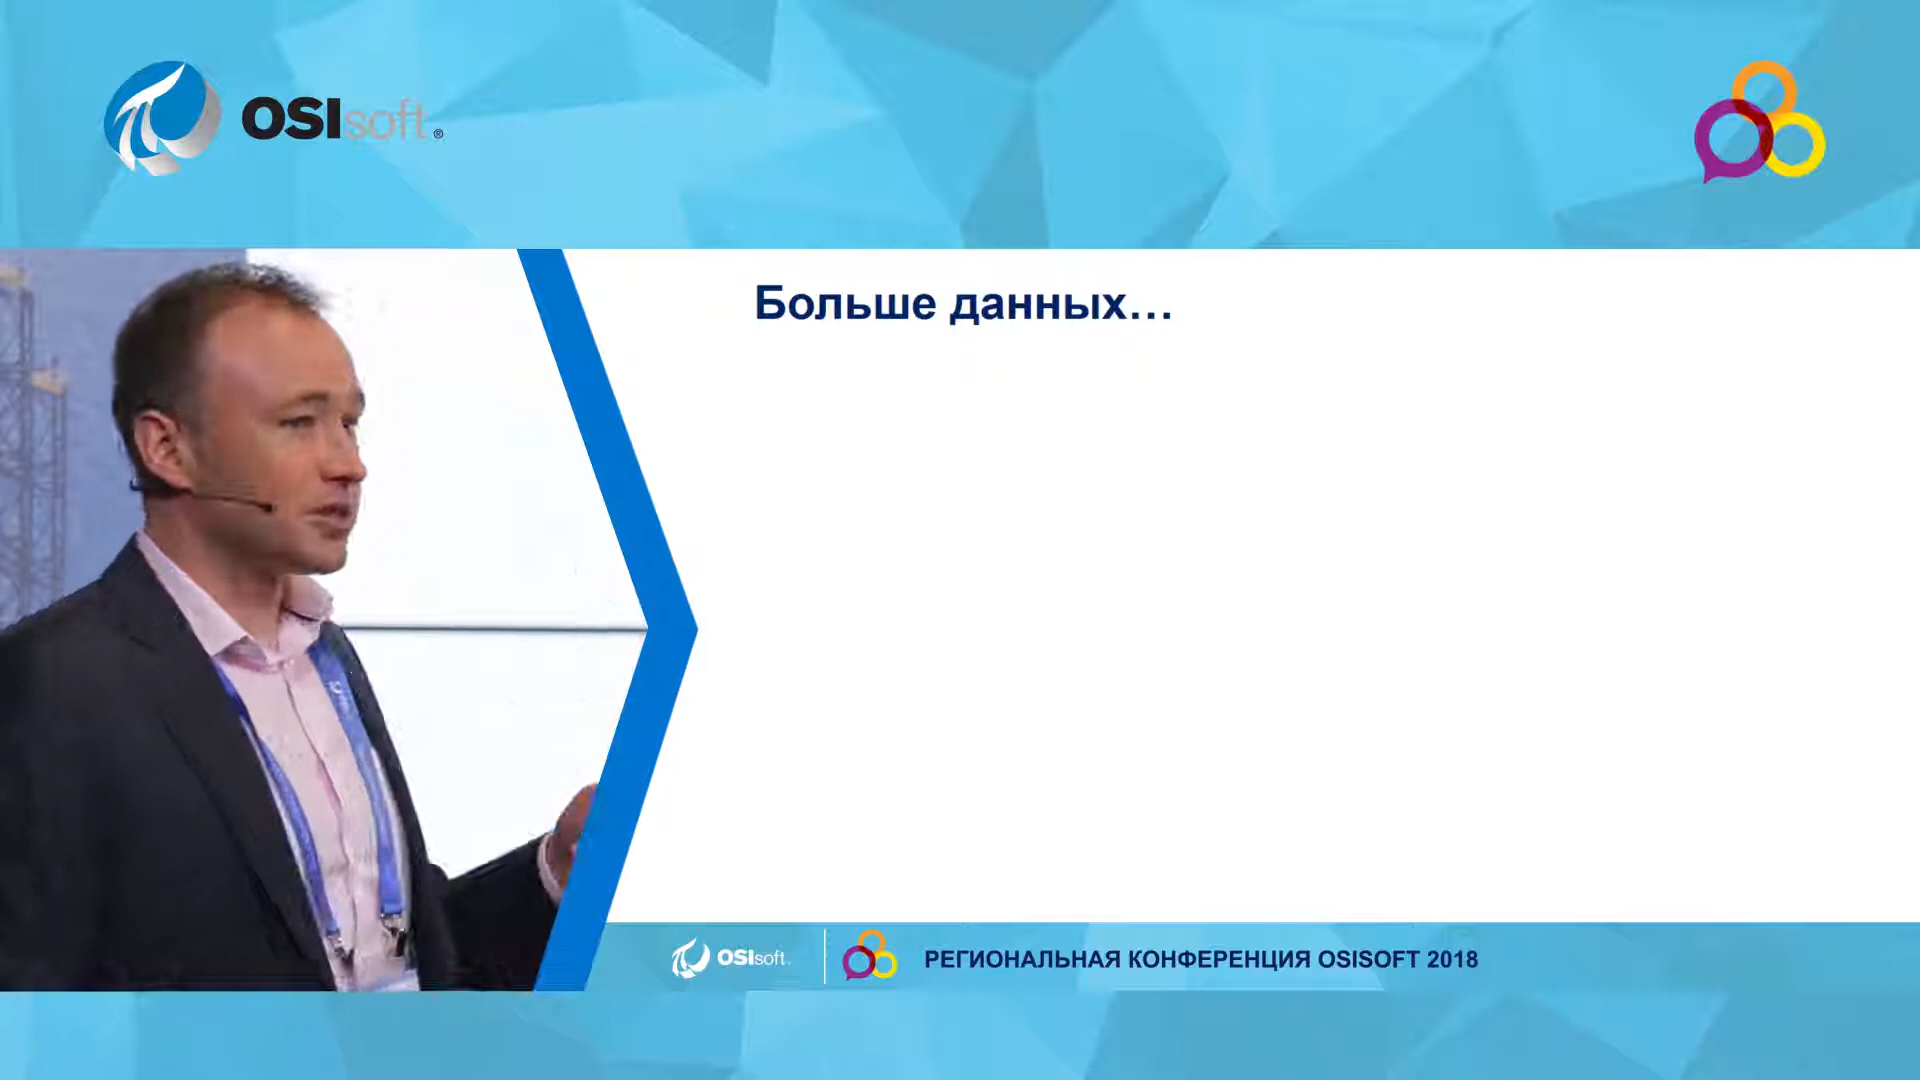 OSIsoft®
Больше данных...
OSIsoft
РЕГИОНАЛЬНАЯ КОНФЕРЕНЦИЯ OSISOFT 2018